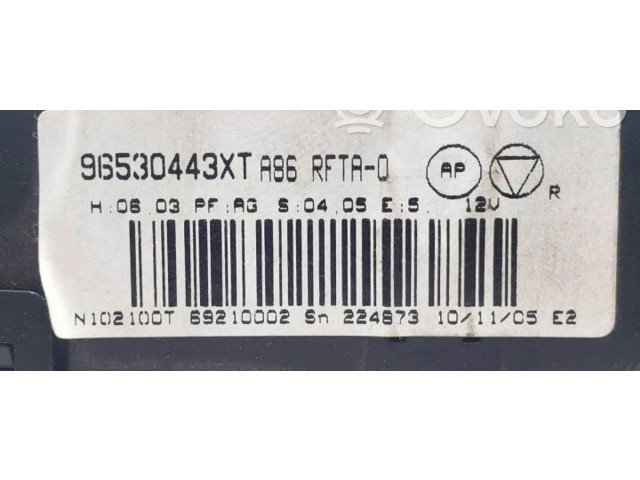 OVOKO
96530443XT A86 RFTA-0 AP R
H:06.03 PF:AG S:04.05 E:5. 12V
N102100T 69210002 Sn 224873 10/11/05 E2